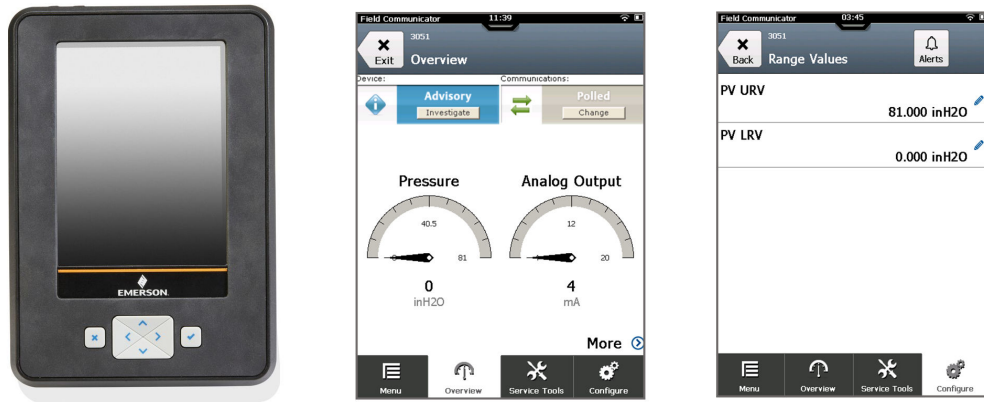 EMERSON
Field Communicator 11:39
3051
Exit Overview
Device: Communications:
Advisory Polled
Investigate Change
Pressure Analog Output
40.5 12
0 81 20
0 4
inH2O mA
More
Menu Overview Service Tools Configure
Field Communicator 03:45
3051
Back Range Values Alerts
PV URV
81.000 inH2O
PV LRV
0.000 inH2O
Menu Overview Service Tools Configure